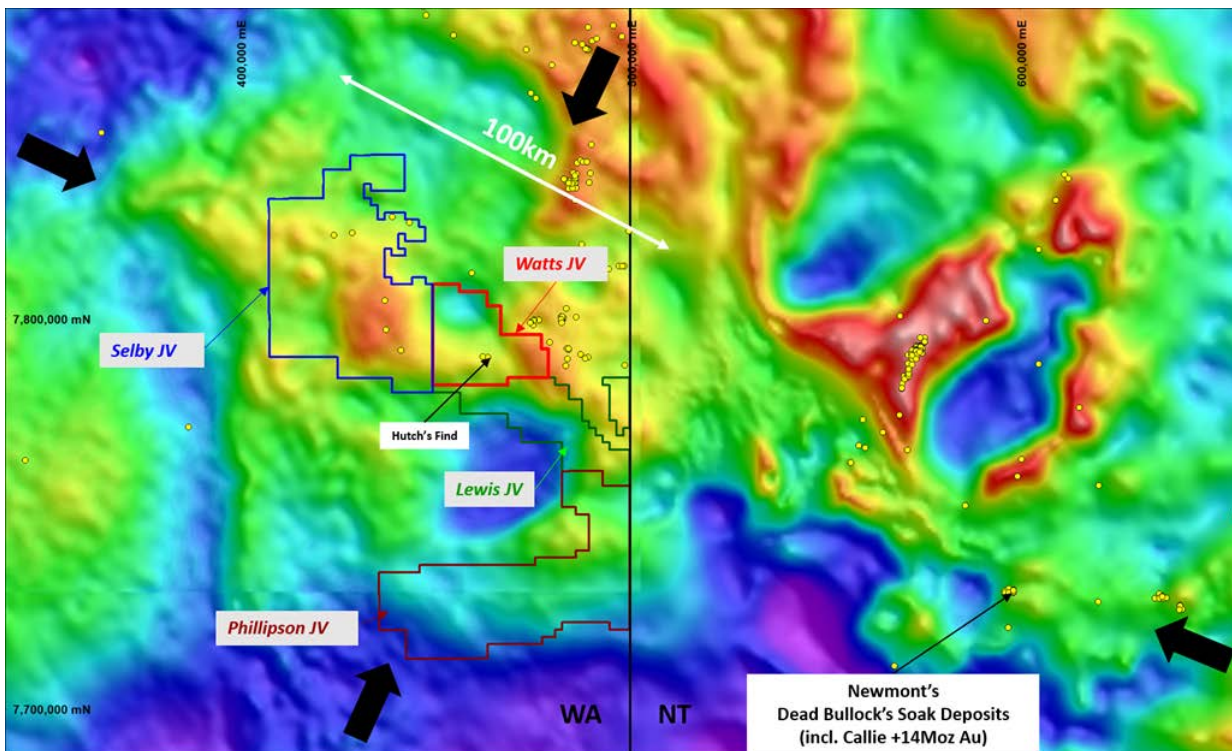 400,000 mE
500,000 mE
600,000 mE
100km
Watts JV
7,800,000 mN
Selby JV
Hutch's Find
Lewis JV
Phillipson JV
7,700,000 mN
WA
NT
Newmont's
Dead Bullock's Soak Deposits
(incl. Callie +14Moz Au)